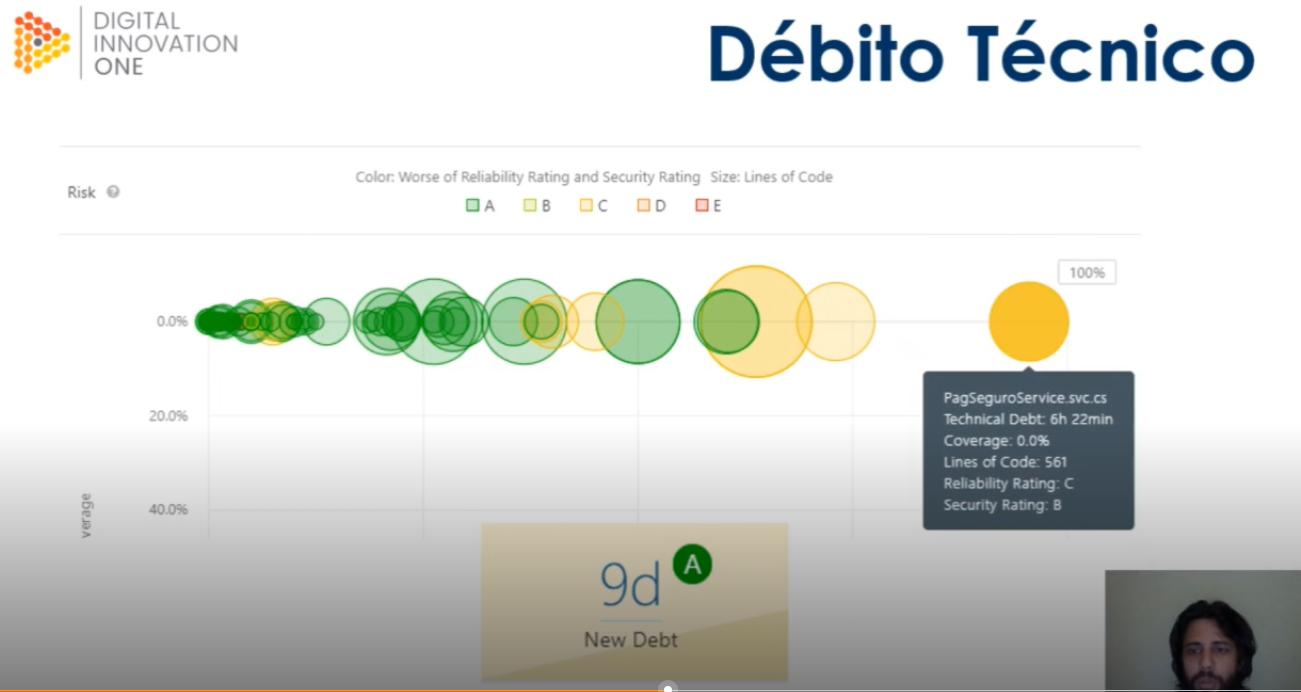 DIGITAL
INNOVATION
ONE
Débito Técnico
Risk ?
Color: Worse of Reliability Rating and Security Rating Size: Lines of Code
A B C D E
100%
0.0%
20.0%
40.0%
verage
PagSeguroService.svc.cs
Technical Debt: 6h 22min
Coverage: 0.0%
Lines of Code: 561
Reliability Rating: C
Security Rating: B
9d A
New Debt